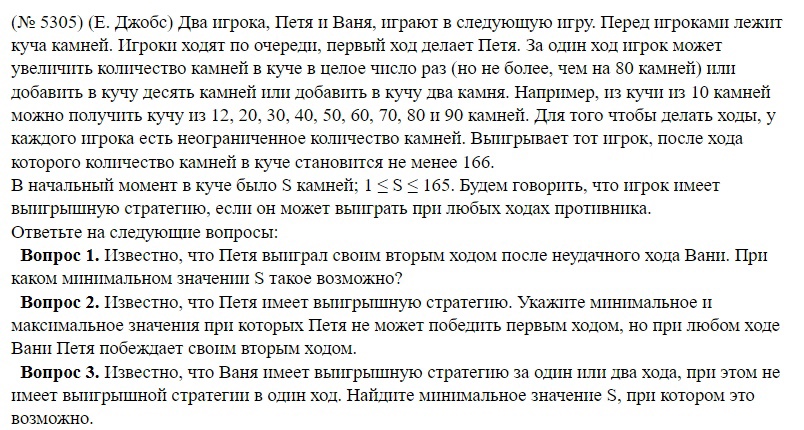 (№ 5305) (Е. Джобс) Два игрока, Петя и Ваня, играют в следующую игру. Перед игроками лежит
куча камней. Игроки ходят по очереди, первый ход делает Петя. За один ход игрок может
увеличить количество камней в куче в целое число раз (но не более, чем на 80 камней) или
добавить в кучу десять камней или добавить в кучу два камня. Например, из кучи из 10 камней
можно получить кучу из 12, 20, 30, 40, 50, 60, 70, 80 и 90 камней. Для того чтобы делать ходы, у
каждого игрока есть неограниченное количество камней. Выигрывает тот игрок, после хода
которого количество камней в куче становится не менее 166.
В начальный момент в куче было S камней; 1 ≤ S ≤ 165. Будем говорить, что игрок имеет
выигрышную стратегию, если он может выиграть при любых ходах противника.
Ответьте на следующие вопросы:
Вопрос 1. Известно, что Петя выиграл своим вторым ходом после неудачного хода Вани. При
каком минимальном значении S такое возможно?
Вопрос 2. Известно, что Петя имеет выигрышную стратегию. Укажите минимальное и
максимальное значения при которых Петя не может победить первым ходом, но при любом ходе
Вани Петя побеждает своим вторым ходом.
Вопрос 3. Известно, что Ваня имеет выигрышную стратегию за один или два хода, при этом не
имеет выигрышной стратегии в один ход. Найдите минимальное значение S, при котором это
возможно.